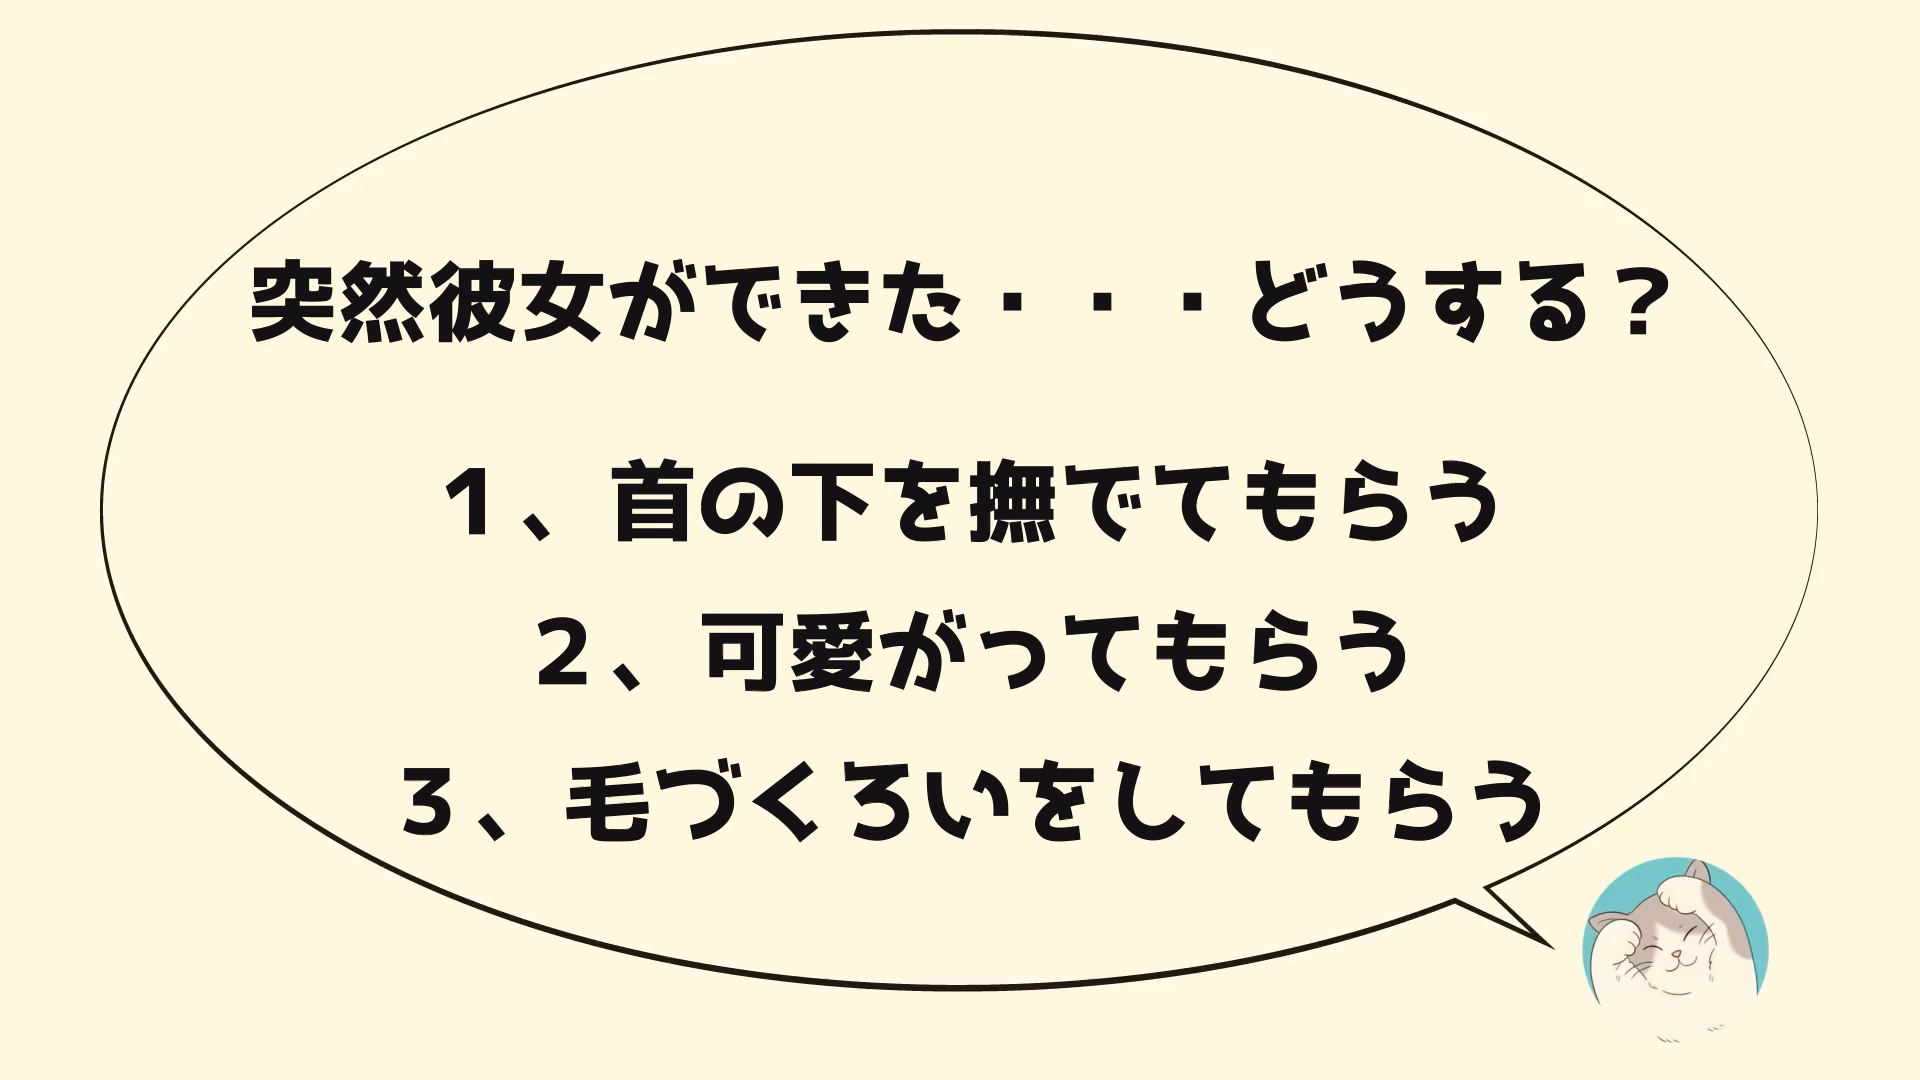 突然彼女ができた・・・どうする？
１、首の下を撫でてもらう
２、可愛がってもらう
３、毛づくろいをしてもらう